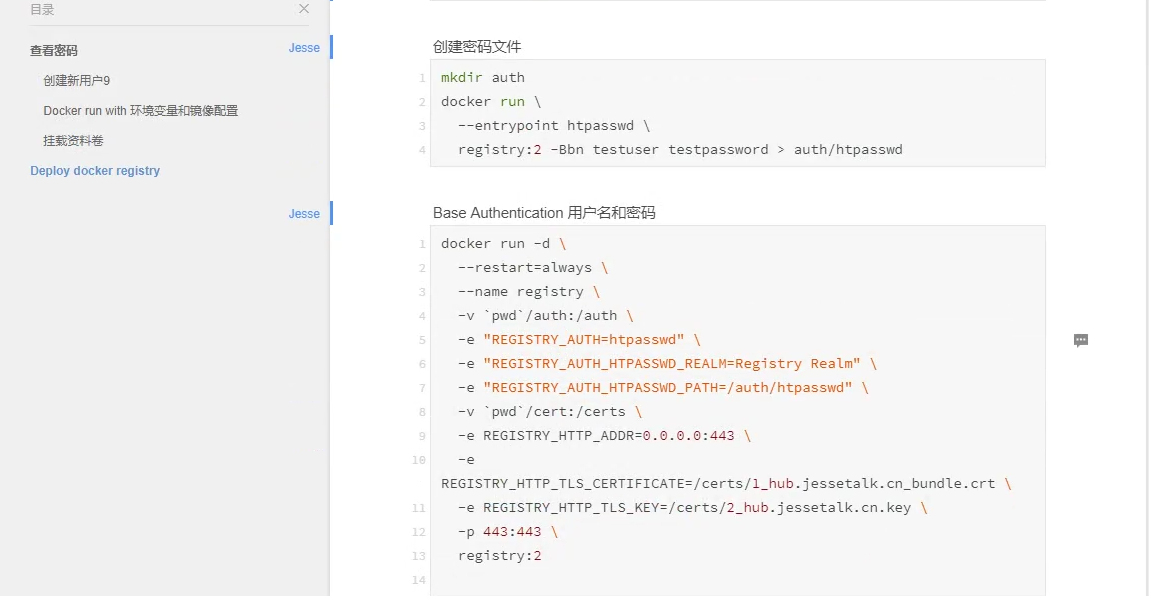 目录
查看密码
创建新用户9
Docker run with 环境变量和镜像配置
挂载资料卷
Deploy docker registry
Jesse
创建密码文件
1 mkdir auth
2 docker run \
3   --entrypoint htpasswd \
4   registry:2 -Bbn testuser testpassword > auth/htpasswd
Jesse
Base Authentication 用户名和密码
1 docker run -d \
2   --restart=always \
3   --name registry \
4   -v `pwd`/auth:/auth \
5   -e "REGISTRY_AUTH=htpasswd" \
6   -e "REGISTRY_AUTH_HTPASSWD_REALM=Registry Realm" \
7   -e "REGISTRY_AUTH_HTPASSWD_PATH=/auth/htpasswd" \
8   -v `pwd`/cert:/certs \
9   -e REGISTRY_HTTP_ADDR=0.0.0.0:443 \
10   -e
REGISTRY_HTTP_TLS_CERTIFICATE=/certs/1_hub.jessetalk.cn_bundle.crt \
11   -e REGISTRY_HTTP_TLS_KEY=/certs/2_hub.jessetalk.cn.key \
12   -p 443:443 \
13   registry:2
14